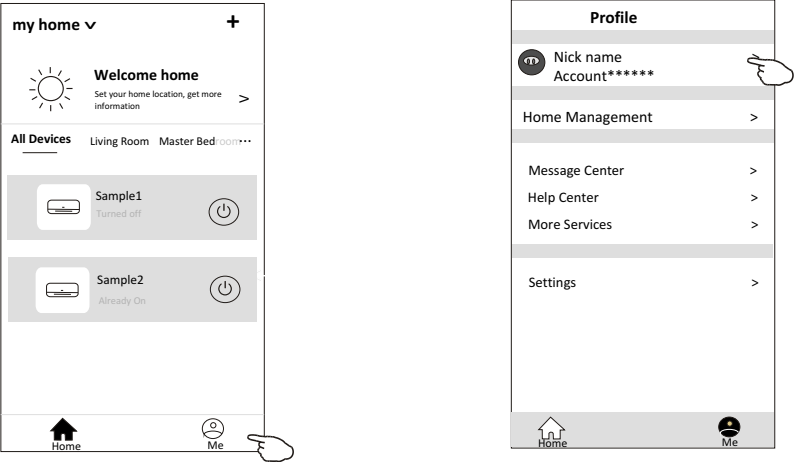 my home
+
Welcome home
Set your home location, get more
information
>
All Devices
Living Room
Master Bedroom...
Sample1
Turned off
Sample2
Already On
Home
Me
Profile
Nick name
Account******
Home Management >
Message Center >
Help Center >
More Services >
Settings >
Home
Me